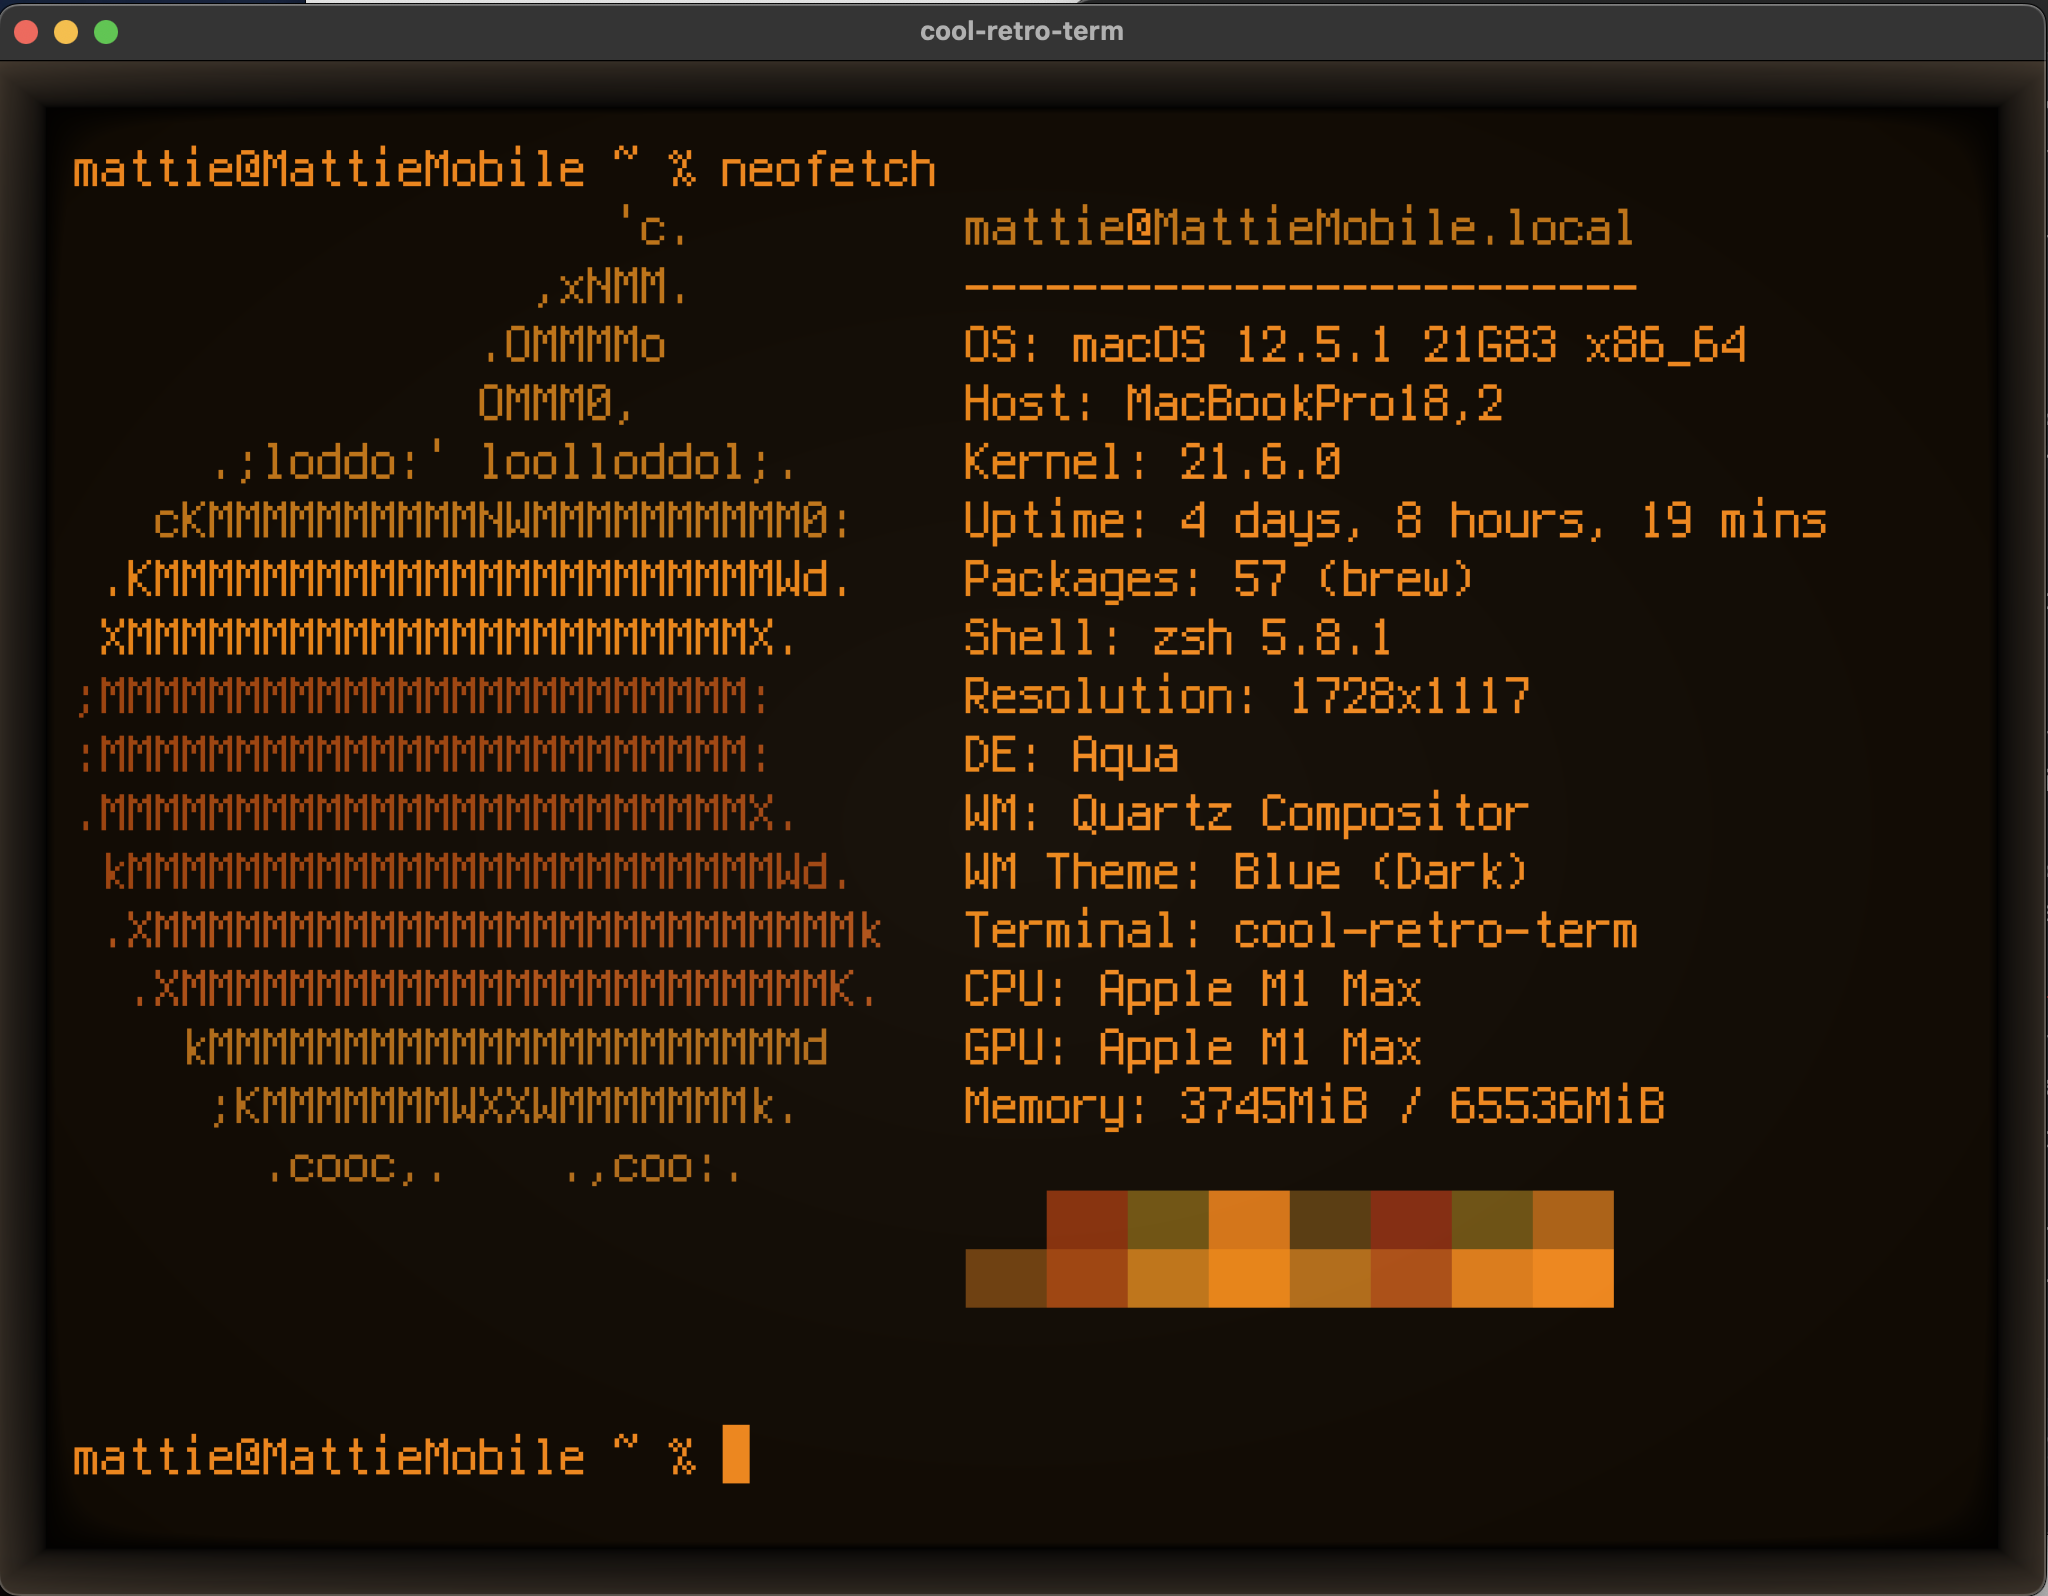 cool-retro-term
mattie@MattieMobile ~ % neofetch
'c. mattie@MattieMobile.local
,xNMM. -------------------------
.OMMMMo OS: macOS 12.5.1 21G83 x86_64
OMMM0, Host: MacBookPro18,2
.;loddo:' loolloddol;. Kernel: 21.6.0
cKMMMMMMMMMMNWMMMMMMMMMM0: Uptime: 4 days, 8 hours, 19 mins
.KMMMMMMMMMMMMMMMMMMMMMMMWd. Packages: 57 (brew)
XMMMMMMMMMMMMMMMMMMMMMMMX. Shell: zsh 5.8.1
;MMMMMMMMMMMMMMMMMMMMMMMM: Resolution: 1728x1117
:MMMMMMMMMMMMMMMMMMMMMMMM: DE: Aqua
.MMMMMMMMMMMMMMMMMMMMMMMMX. WM: Quartz Compositor
kMMMMMMMMMMMMMMMMMMMMMMMMWd. WM Theme: Blue (Dark)
.XMMMMMMMMMMMMMMMMMMMMMMMMMMk Terminal: cool-retro-term
.XMMMMMMMMMMMMMMMMMMMMMMMMK. CPU: Apple M1 Max
kMMMMMMMMMMMMMMMMMMMMMMd GPU: Apple M1 Max
;KMMMMMMMWXXWMMMMMMMk. Memory: 3745MiB / 65536MiB
.cooc,. .,coo:.
mattie@MattieMobile ~ %